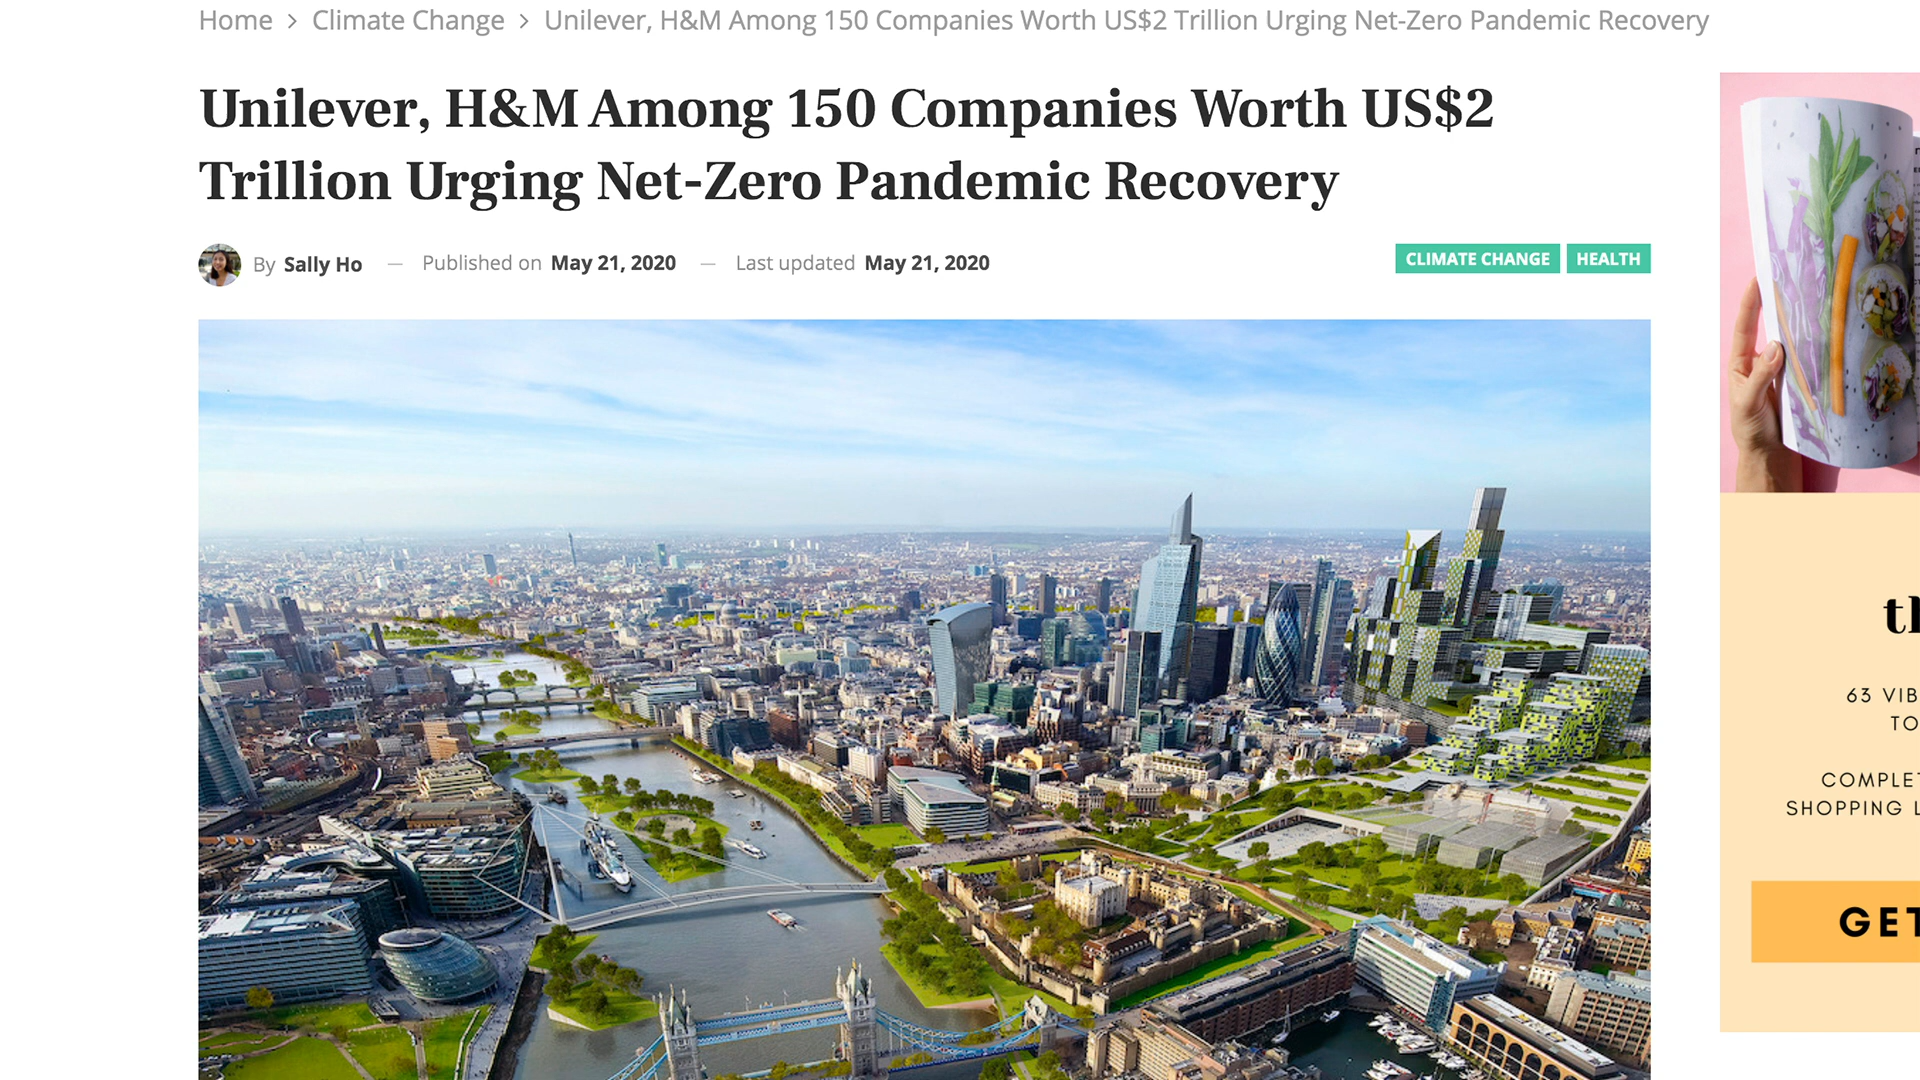 Home > Climate Change > Unilever, H&M Among 150 Companies Worth US$2 Trillion Urging Net-Zero Pandemic Recovery
Unilever, H&M Among 150 Companies Worth US$2
Trillion Urging Net-Zero Pandemic Recovery
By Sally Ho — Published on May 21, 2020 — Last updated May 21, 2020
CLIMATE CHANGE HEALTH
63
TO
SHOPPING
GET